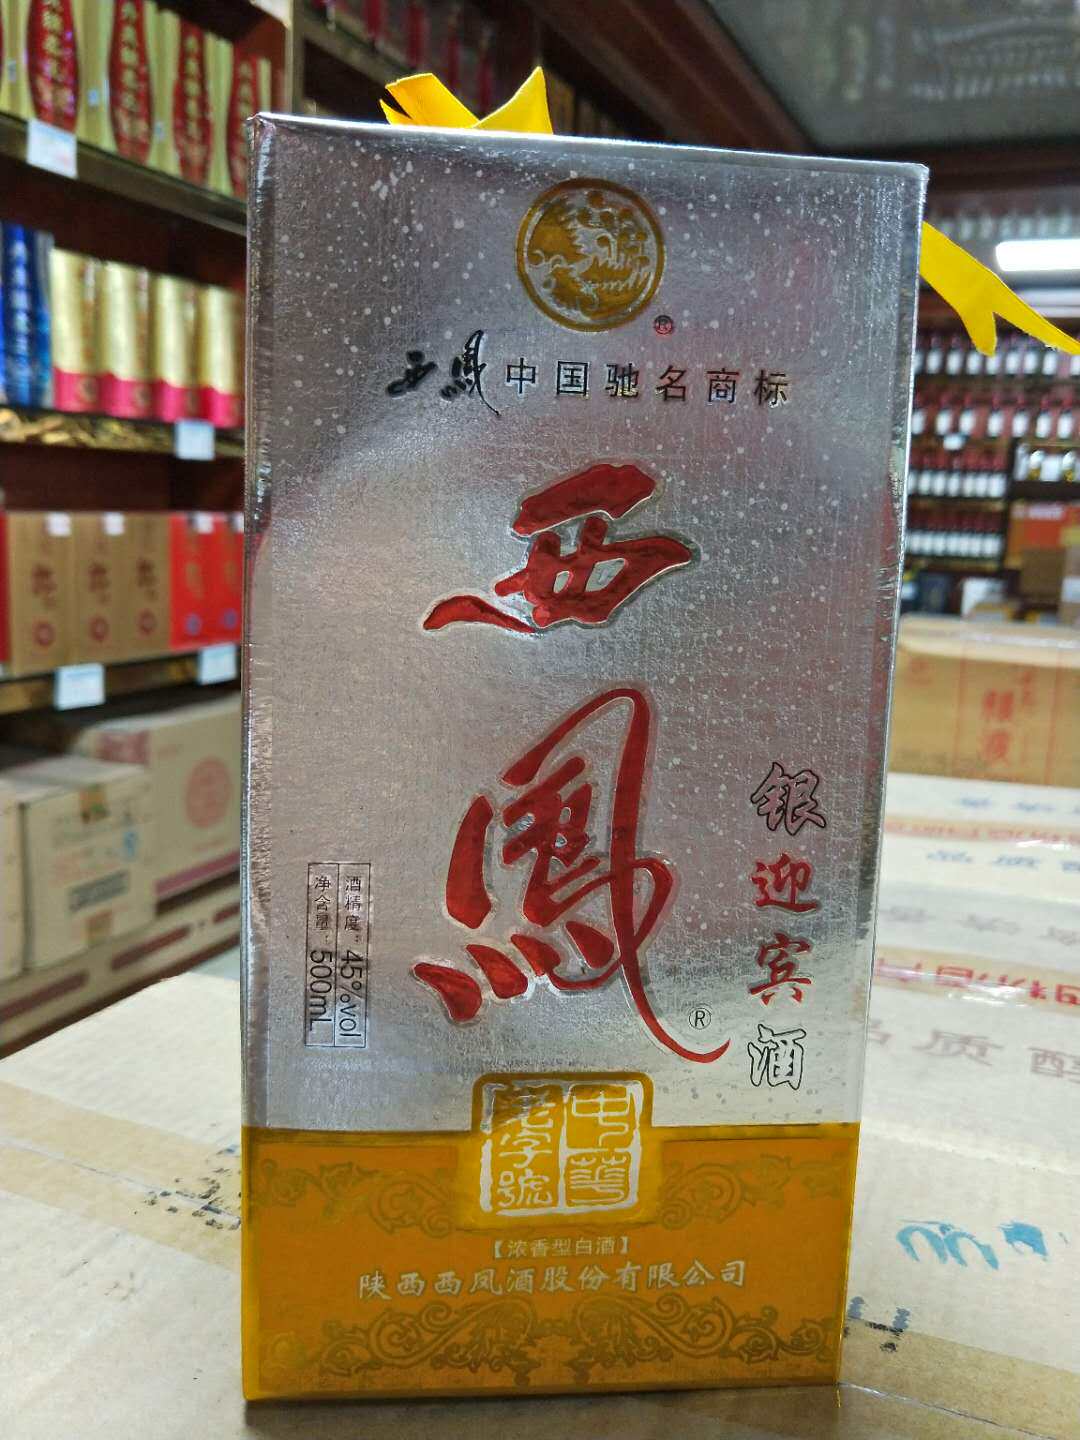 ®
西鳳中国驰名商标
西鳳
®
银迎宾酒
酒精度：45%vol
净含量：500mL
中華
老字號
【浓香型白酒】
陕西西凤酒股份有限公司